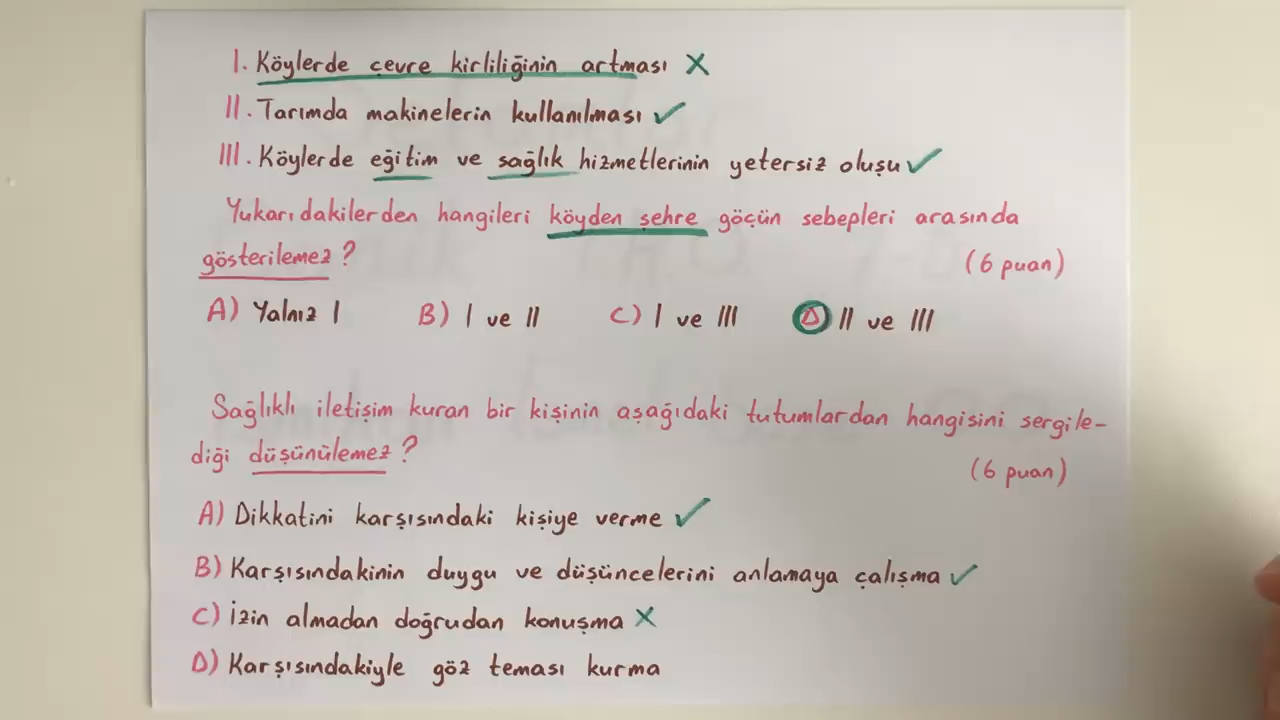 I. Köylerde çevre kirliliğinin artması X
II. Tarımda makinelerin kullanılması ✓
III. Köylerde eğitim ve sağlık hizmetlerinin yetersiz oluşu ✓
Yukarıdakilerden hangileri köyden şehre göçün sebepleri arasında
gösterilemez? (6 puan)
A) Yalnız I B) I ve II C) I ve III D) II ve III
Sağlıklı iletişim kuran bir kişinin aşağıdaki tutumlardan hangisini sergile-
diği düşünülemez? (6 puan)
A) Dikkatini karşısındaki kişiye verme ✓
B) Karşısındakinin duygu ve düşüncelerini anlamaya çalışma ✓
C) İzin almadan doğrudan konuşma X
D) Karşısındakiyle göz teması kurma